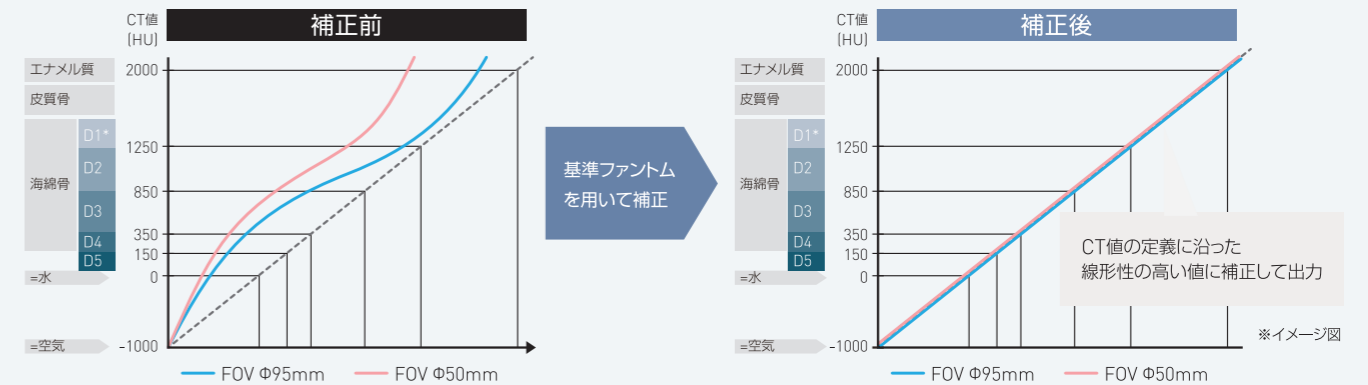 CT値
(HU)
補正前
エナメル質
2000
皮質骨
D1*
1250
D2
海綿骨
850
D3
350
D4
150
D5
=水
0
=空気
-1000
FOV Φ95mm
FOV Φ50mm
基準ファントム
を用いて補正
CT値
(HU)
補正後
エナメル質
2000
皮質骨
D1*
1250
D2
海綿骨
850
D3
350
D4
150
D5
=水
0
=空気
-1000
CT値の定義に沿った
線形性の高い値に補正して出力
※イメージ図
FOV Φ95mm
FOV Φ50mm